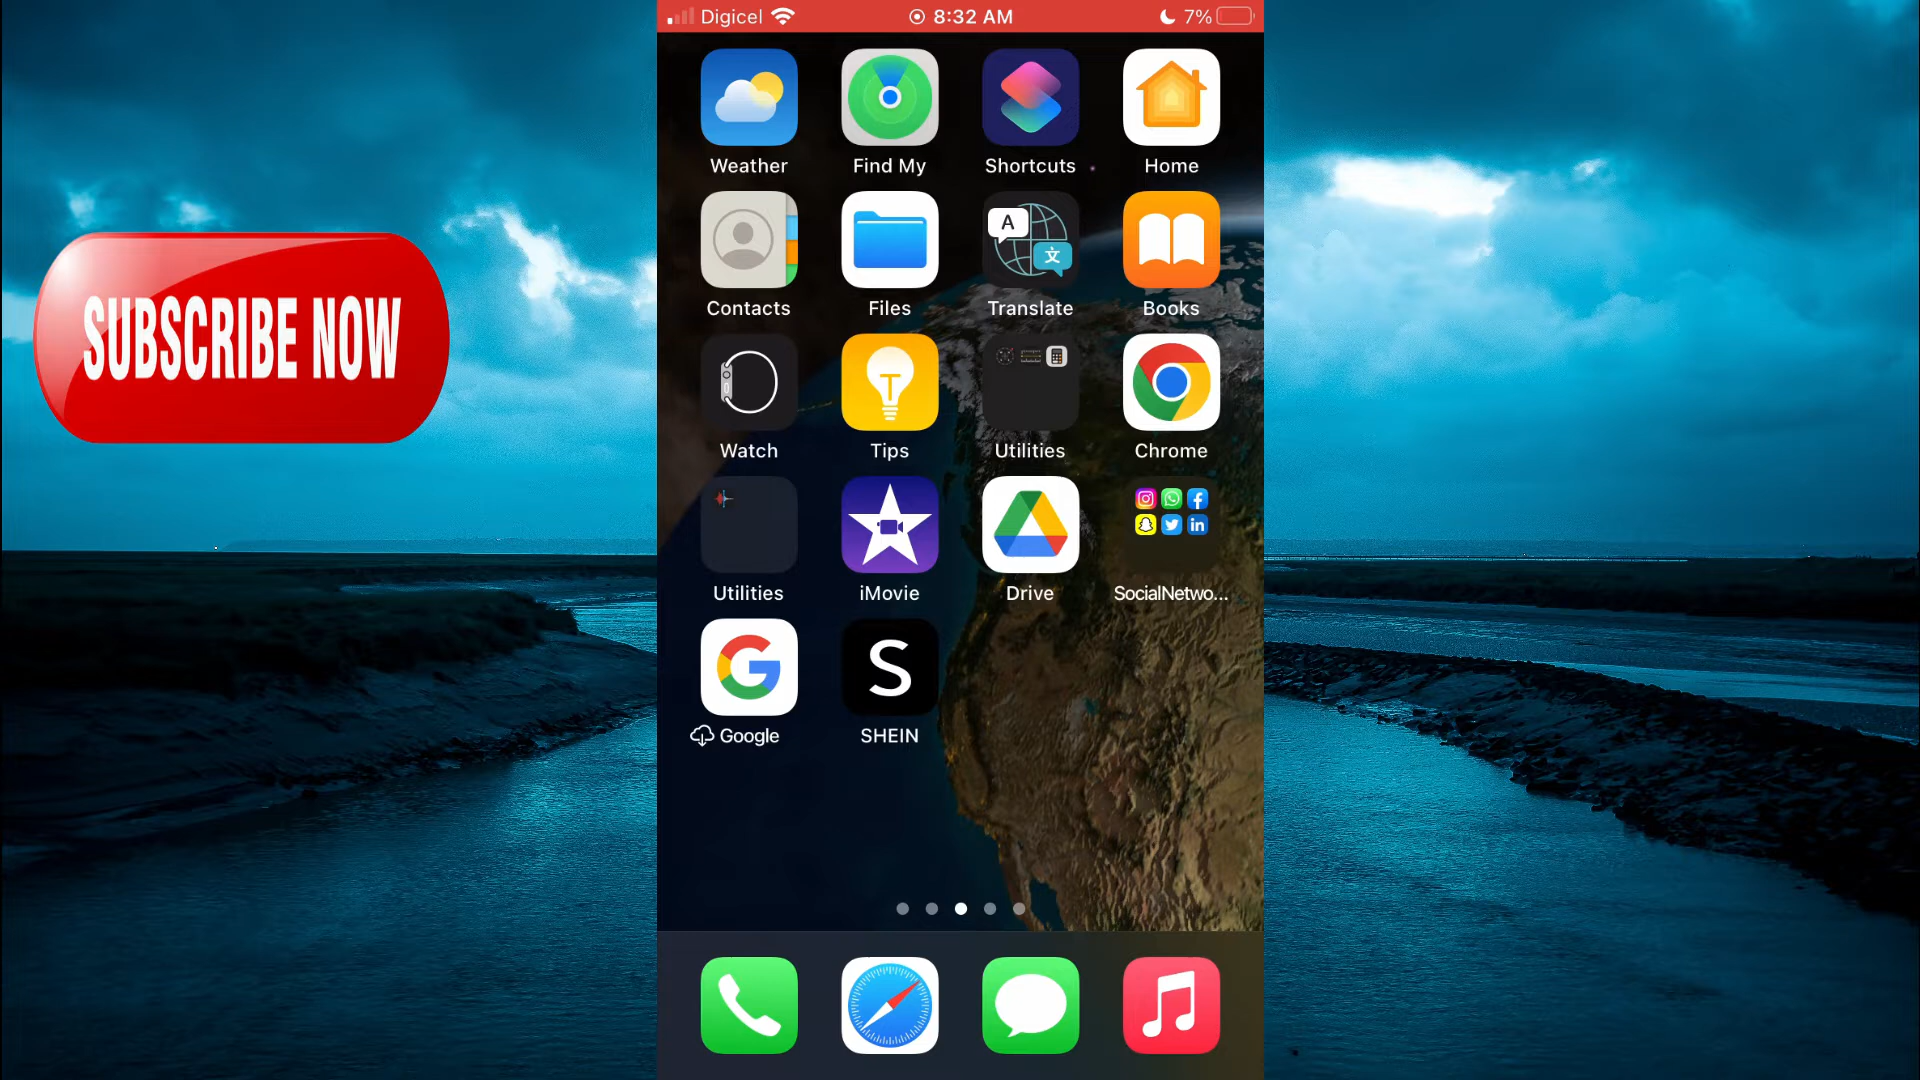 Digicel 8:32 AM 7%
SUBSCRIBE NOW
Weather Find My Shortcuts Home
A 文
Contacts Files Translate Books
Watch Tips Utilities Chrome
Utilities iMovie Drive SocialNetwo...
S
Google SHEIN